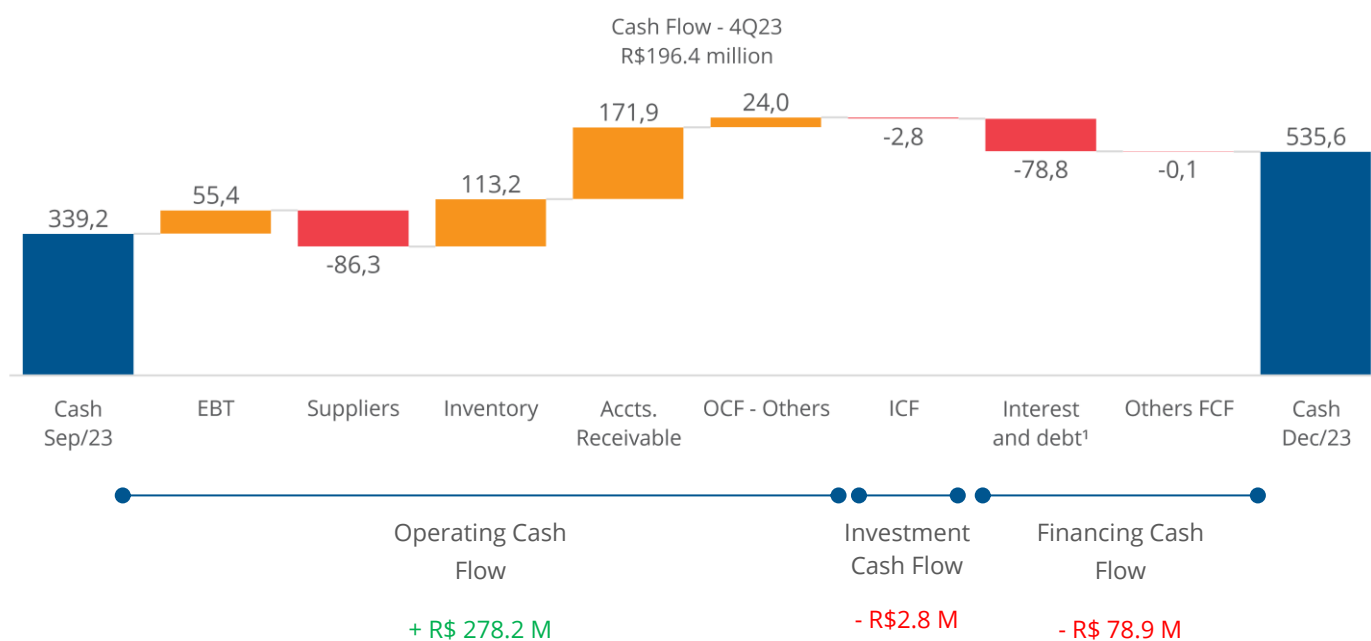 Cash Flow - 4Q23
R$196.4 million
339,2
55,4
-86,3
113,2
171,9
24,0
-2,8
-78,8
-0,1
535,6
Cash
Sep/23
EBT
Suppliers
Inventory
Accts.
Receivable
OCF - Others
ICF
Interest
and debt¹
Others FCF
Cash
Dec/23
Operating Cash
Flow
+ R$ 278.2 M
Investment
Cash Flow
- R$2.8 M
Financing Cash
Flow
- R$ 78.9 M